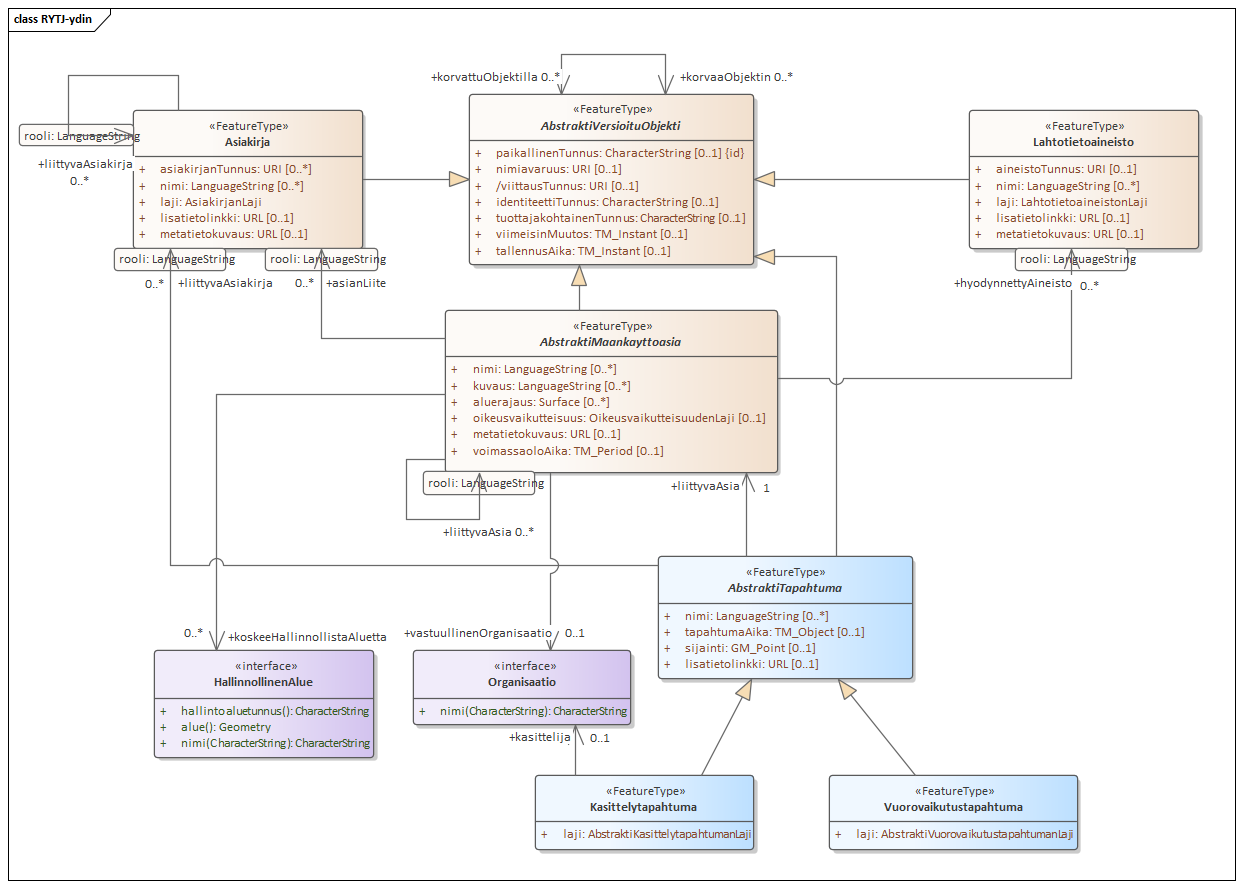 class RYTJ-ydin
+korvattuObjektilla 0..*
+korvaaObjektin 0..*
«FeatureType»
AbstraktiVersioituObjekti
+ paikallinenTunnus: CharacterString [0..1] {id}
+ nimiavaruus: URI [0..1]
+ /viittausTunnus: URI [0..1]
+ identiteettiTunnus: CharacterString [0..1]
+ tuottajakohtainenTunnus: CharacterString [0..1]
+ viimeisinMuutos: TM_Instant [0..1]
+ tallennusAika: TM_Instant [0..1]
«FeatureType»
Asiakirja
+ asiakirjanTunnus: URI [0..*]
+ nimi: LanguageString [0..*]
+ laji: AsiakirjanLaji
+ lisatietolinkki: URL [0..1]
+ metatietokuvaus: URL [0..1]
rooli: LanguageString
+liittyvaAsiakirja
0..*
rooli: LanguageString
0..*
+liittyvaAsiakirja
rooli: LanguageString
0..*
+asianLiite
«FeatureType»
Lahtotietoaineisto
+ aineistoTunnus: URI [0..1]
+ nimi: LanguageString [0..*]
+ laji: LahtotietoaineistonLaji
+ lisatietolinkki: URL [0..1]
+ metatietokuvaus: URL [0..1]
rooli: LanguageString
+hyodynnettyAineisto
0..*
«FeatureType»
AbstraktiMaankayttoasia
+ nimi: LanguageString [0..*]
+ kuvaus: LanguageString [0..*]
+ aluerajaus: Surface [0..*]
+ oikeusvaikutteisuus: OikeusvaikutteisuudenLaji [0..1]
+ metatietokuvaus: URL [0..1]
+ voimassaoloAika: TM_Period [0..1]
rooli: LanguageString
+liittyvaAsia 0..*
+liittyvaAsia
1
«FeatureType»
AbstraktiTapahtuma
+ nimi: LanguageString [0..*]
+ tapahtumaAika: TM_Object [0..1]
+ sijainti: GM_Point [0..1]
+ lisatietolinkki: URL [0..1]
0..*
+koskeeHallinnollistaAluetta
+vastuullinenOrganisaatio
0..1
«interface»
HallinnollinenAlue
+ hallintoaluetunnus(): CharacterString
+ alue(): Geometry
+ nimi(CharacterString): CharacterString
«interface»
Organisaatio
+ nimi(CharacterString): CharacterString
+kasittelija
0..1
«FeatureType»
Kasittelytapahtuma
+ laji: AbstraktiKasittelytapahtumanLaji
«FeatureType»
Vuorovaikutustapahtuma
+ laji: AbstraktiVuorovaikutustapahtumanLaji